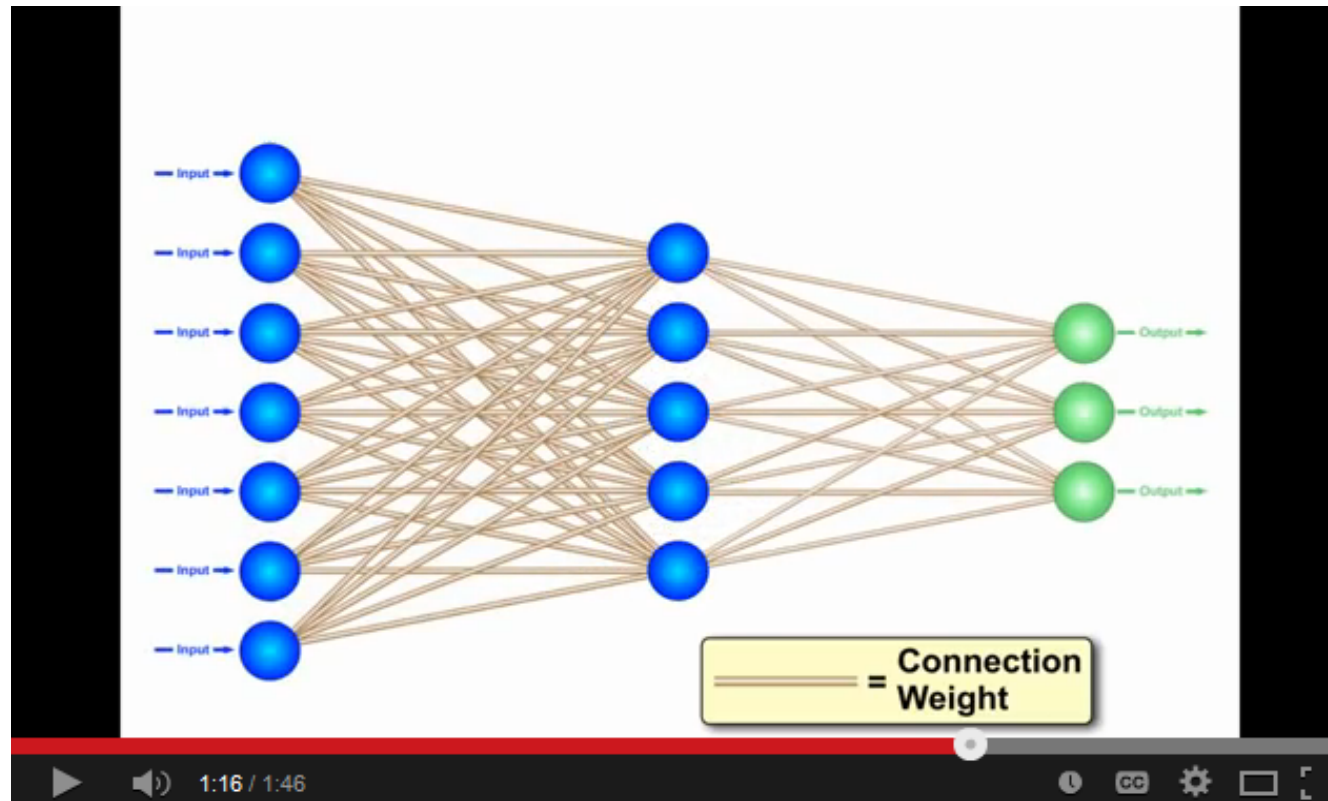 Input
Input
Input
Output
Input
Output
Input
Output
Input
Input
= Connection
Weight
1:16 / 1:46
CC